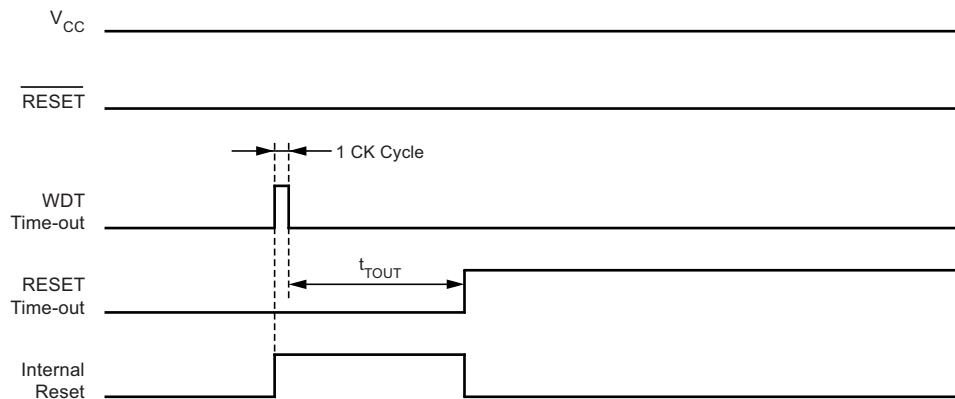 VCC
RESET
1 CK Cycle
WDT
Time-out
tTOUT
RESET
Time-out
Internal
Reset